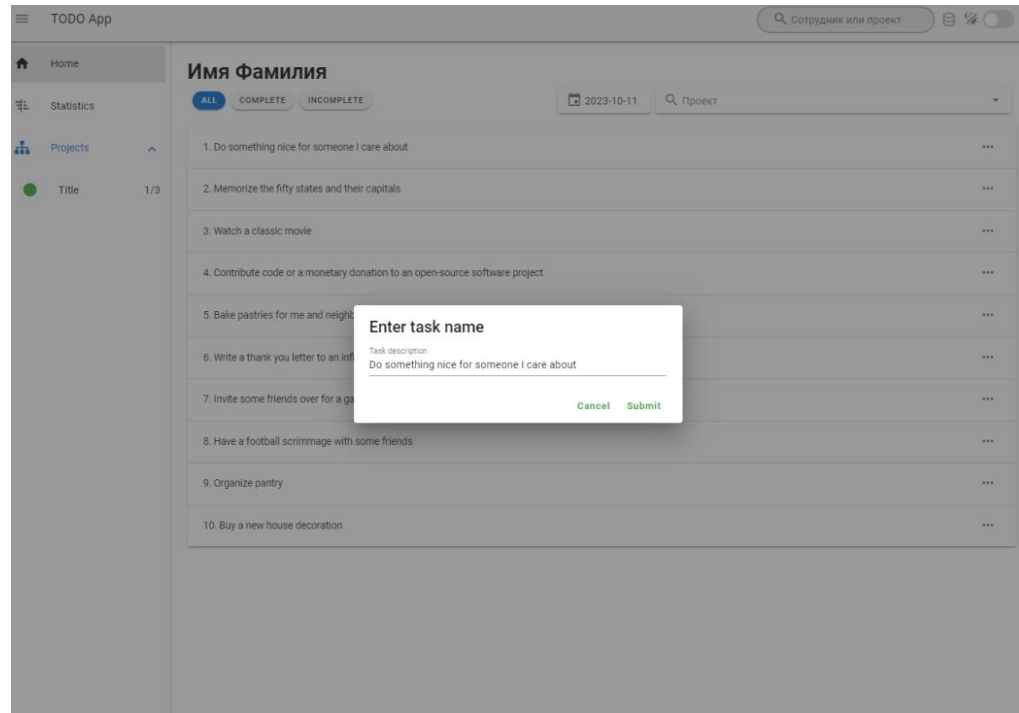 TODO App
Сотрудник или проект
Home
Statistics
Projects
Title 1/3
Имя Фамилия
ALL COMPLETE INCOMPLETE
2023-10-11
Проект
1. Do something nice for someone I care about
2. Memorize the fifty states and their capitals
3. Watch a classic movie
4. Contribute code or a monetary donation to an open-source software project
5. Bake pastries for me and
6. Write a thank you letter to an
7. Invite some friends over for a
8. Have a football scrimmage with some friends
9. Organize pantry
10. Buy a new house decoration
Enter task name
Task description
Do something nice for someone I care about
Cancel Submit